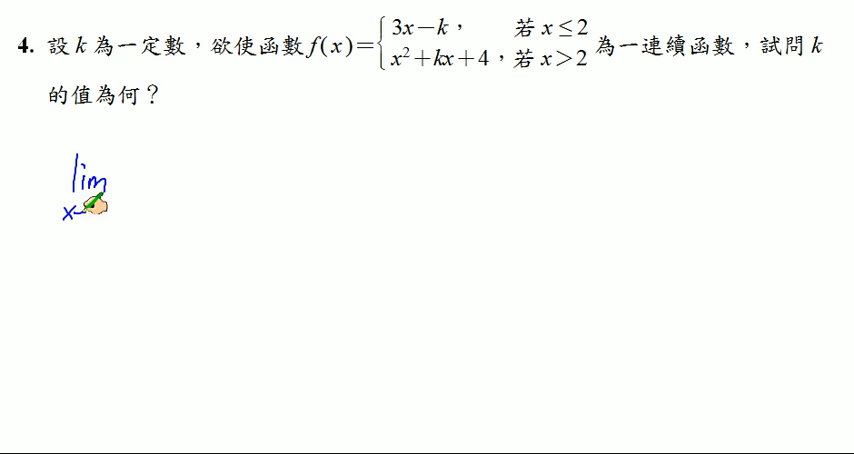 4. 設 k 為一定數，欲使函數 f(x)={3x－k， 若 x≤2
x²＋kx＋4，若 x＞2 為一連續函數，試問 k
的值為何？
lim
x